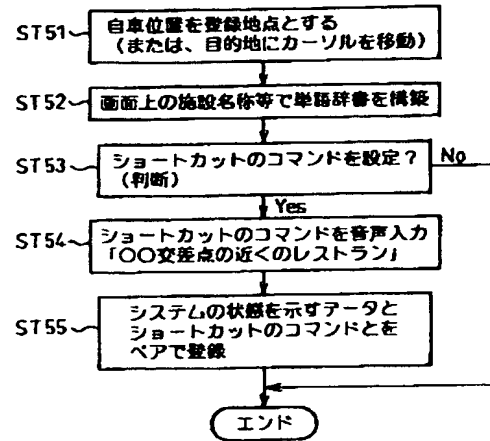 ST51
自車位置を登録地点とする
(または、目的地にカーソルを移動)
ST52
画面上の施設名称等で単語辞書を構築
ST53
ショートカットのコマンドを設定?
(判断)
No
Yes
ST54
ショートカットのコマンドを音声入力
「〇〇交差点の近くのレストラン」
ST55
システムの状態を示すデータと
ショートカットのコマンドとを
ペアで登録
エンド